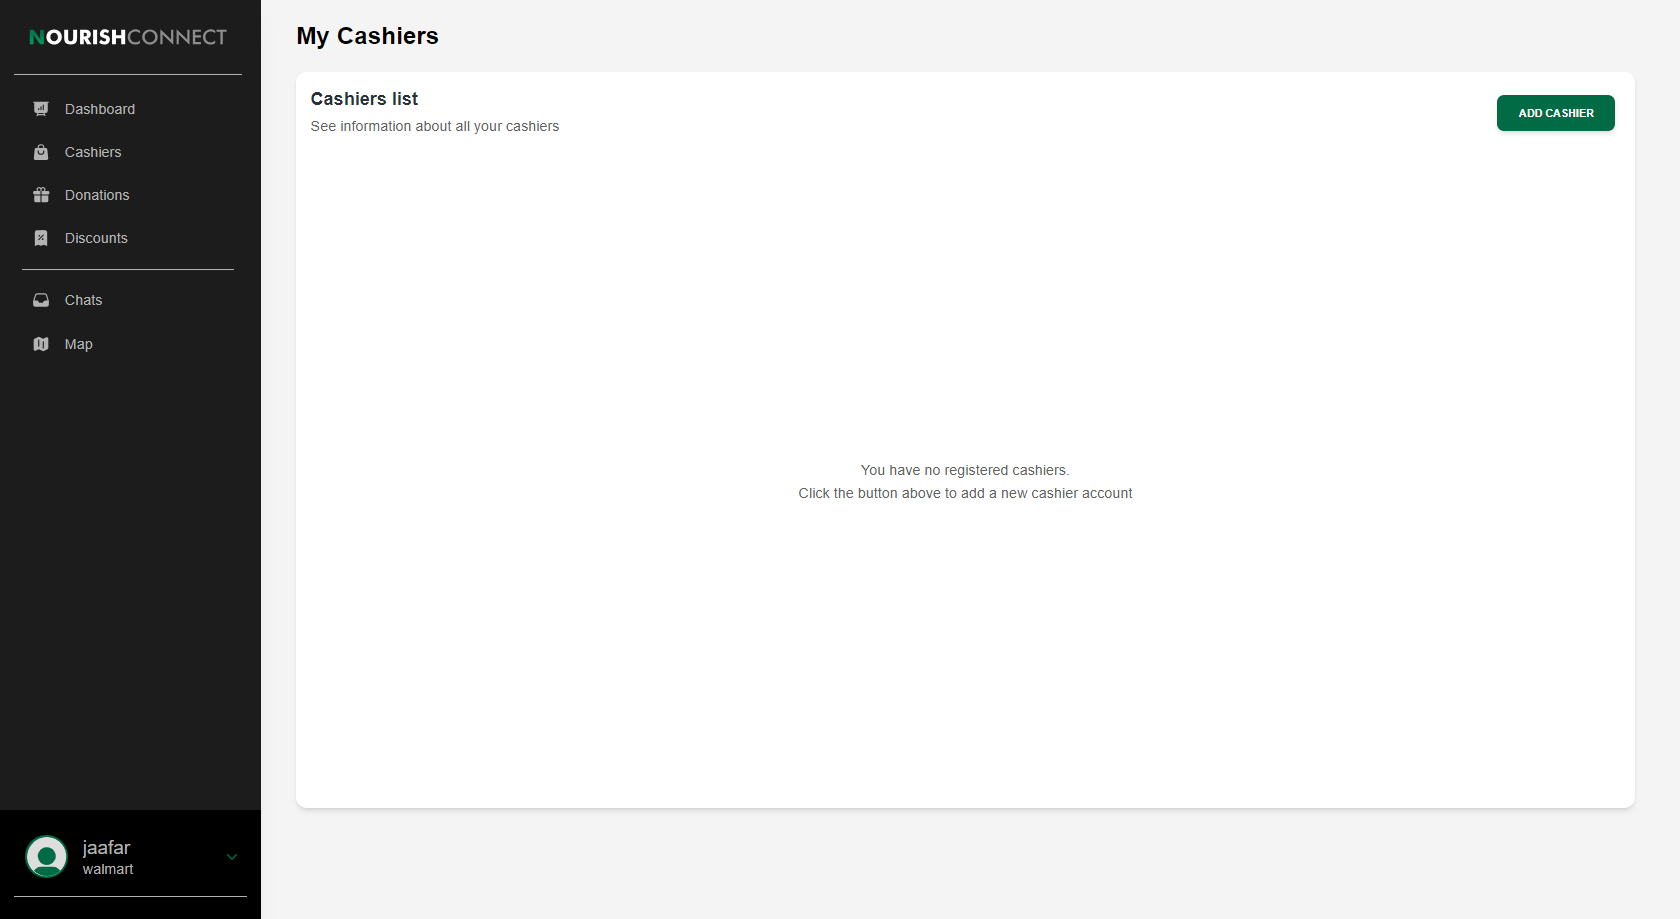 NOURISHCONNECT
Dashboard
Cashiers
Donations
Discounts
Chats
Map
jaafar
walmart
My Cashiers
Cashiers list
See information about all your cashiers
ADD CASHIER
You have no registered cashiers.
Click the button above to add a new cashier account